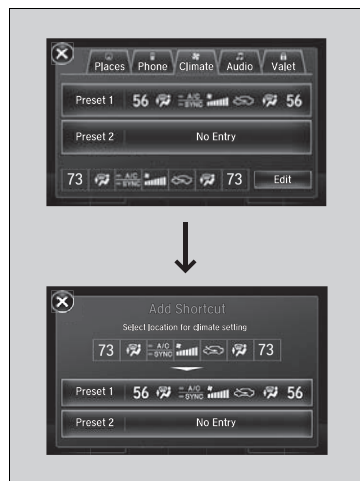 Places Phone Climate Audio Valet
Preset 1 56 A/C SYNC 56
Preset 2 No Entry
73 A/C SYNC 73 Edit
Add Shortcut
Select location for climate setting
73 A/C SYNC 73
Preset 1 56 A/C SYNC 56
Preset 2 No Entry